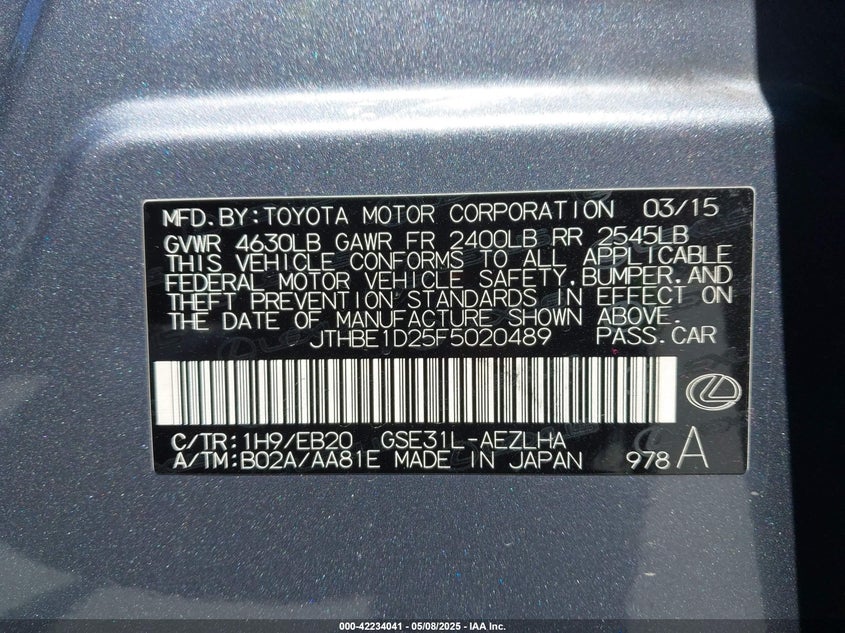 MFD. BY: TOYOTA MOTOR CORPORATION 03/15
GVWR 4630LB GAWR FR 2400LB RR 2545LB
THIS VEHICLE CONFORMS TO ALL APPLICABLE
FEDERAL MOTOR VEHICLE SAFETY, BUMPER, AND
THEFT PREVENTION STANDARDS IN EFFECT ON
THE DATE OF MANUFACTURE SHOWN ABOVE.
JTHBE1D25F5020489 PASS. CAR
C/TR: 1H9/EB20 GSE31L-AEZLHA
A/TM: B02A/AA81E MADE IN JAPAN 978 A
000-42234041 - 05/08/2025 - IAA Inc.